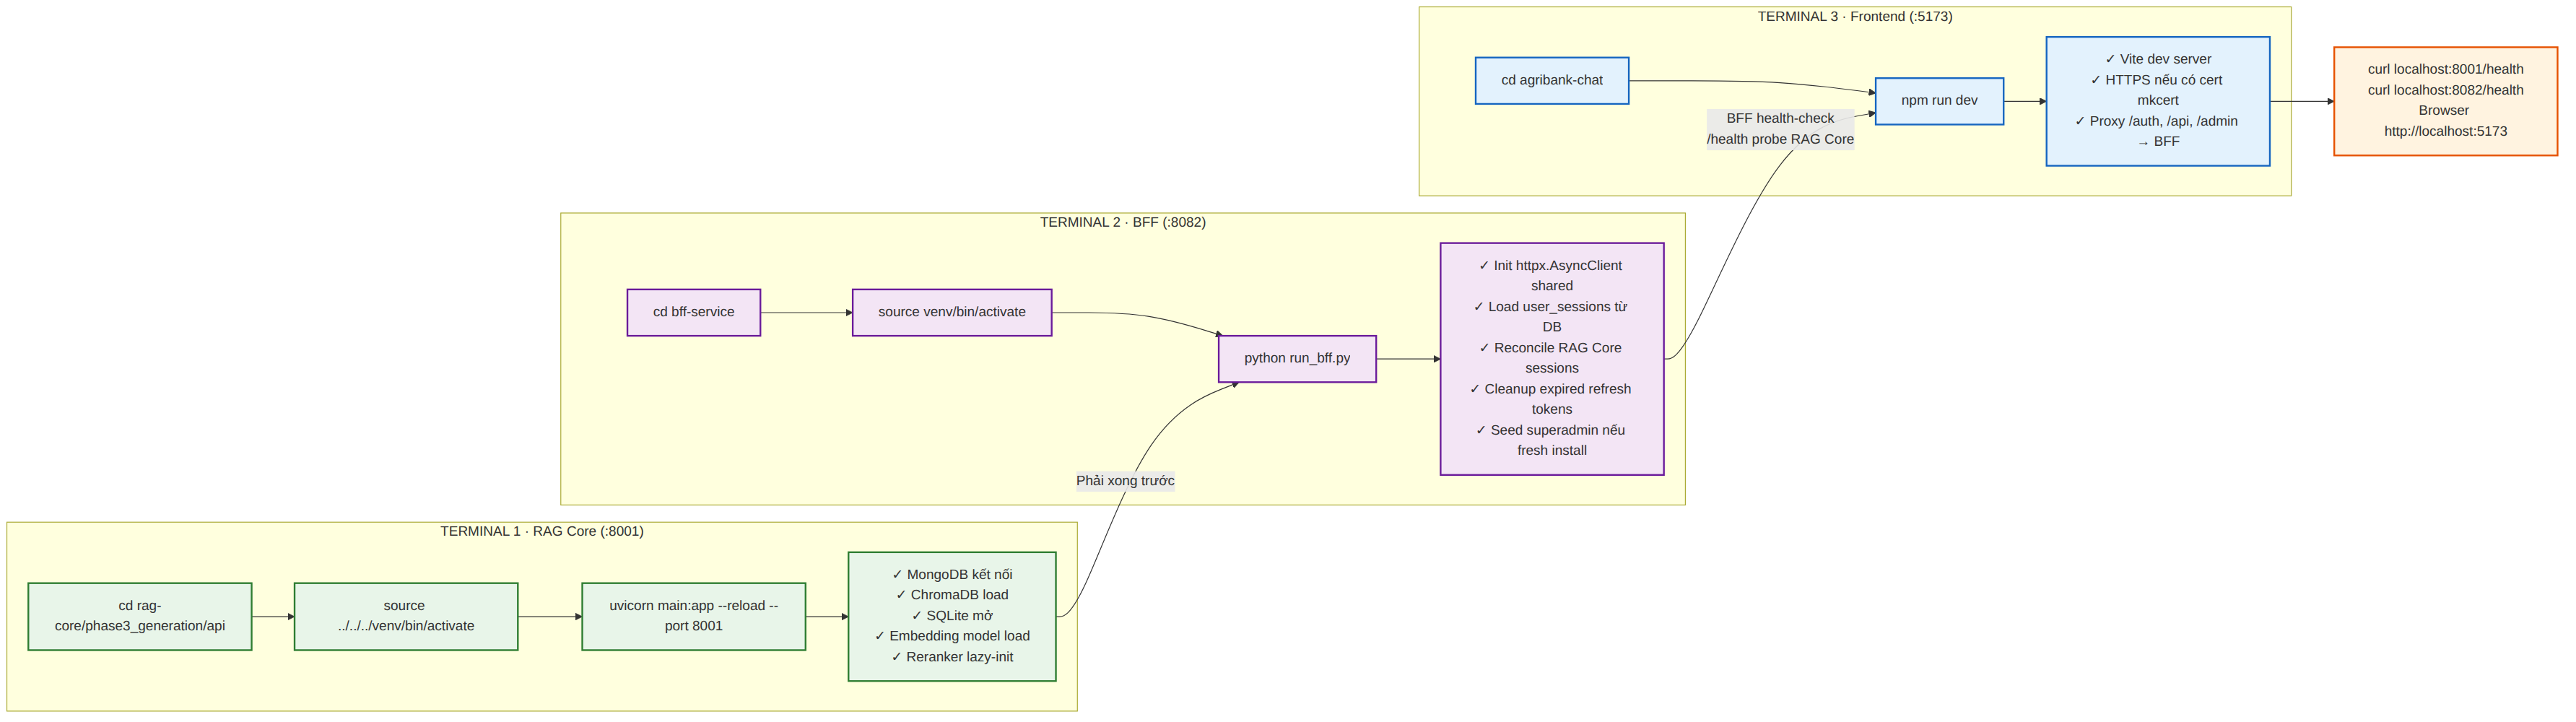 TERMINAL 3 · Frontend (:5173)
cd agribank-chat
BFF health-check
/health probe RAG Core
npm run dev
✓ Vite dev server
✓ HTTPS nếu có cert
mkcert
✓ Proxy /auth, /api, /admin
→ BFF
curl localhost:8001/health
curl localhost:8082/health
Browser
http://localhost:5173
TERMINAL 2 · BFF (:8082)
cd bff-service
source venv/bin/activate
python run_bff.py
✓ Init httpx.AsyncClient
shared
✓ Load user_sessions từ
DB
✓ Reconcile RAG Core
sessions
✓ Cleanup expired refresh
tokens
✓ Seed superadmin nếu
fresh install
Phải xong trước
TERMINAL 1 · RAG Core (:8001)
cd rag-
core/phase3_generation/api
source
../../../venv/bin/activate
uvicorn main:app --reload --
port 8001
✓ MongoDB kết nối
✓ ChromaDB load
✓ SQLite mở
✓ Embedding model load
✓ Reranker lazy-init